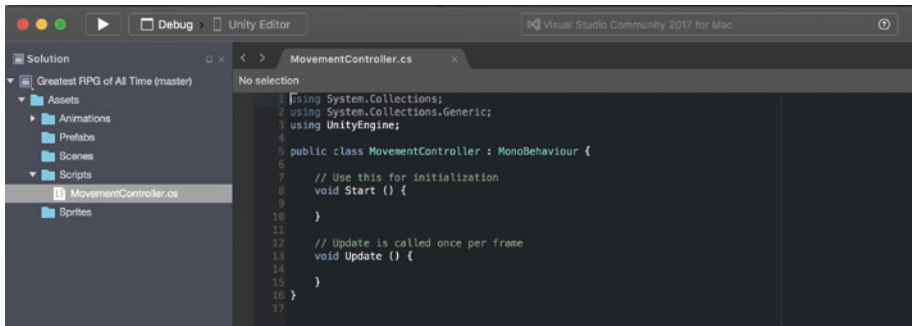 Debug
Unity Editor
Visual Studio Community 2017 for Mac
Solution
Greatest RPG of All Time (master)
Assets
Animations
Prefabs
Scenes
Scripts
MovementController.cs
Sprites
MovementController.cs
No selection
1 using System.Collections;
2 using System.Collections.Generic;
3 using UnityEngine;
4
5 public class MovementController : MonoBehaviour {
6
7 // Use this for initialization
8 void Start () {
9
10 }
11
12 // Update is called once per frame
13 void Update () {
14
15 }
16 }
17